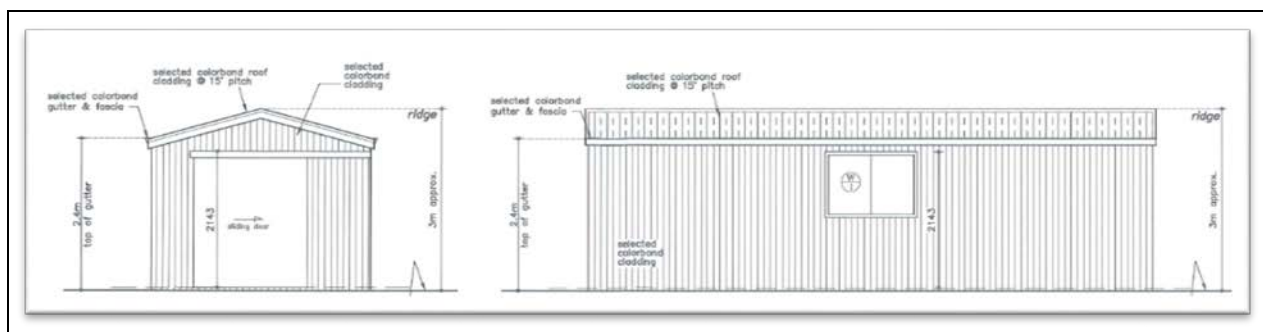 selected colorbond roof
cladding @ 15° pitch
selected
colorbond
cladding
selected colorbond
gutter & fascia
ridge
2.4m
top of gutter
2143
sliding door
3m approx.
selected colorbond roof
cladding @ 15° pitch
selected colorbond
gutter & fascia
ridge
W
1
2.4m
top of gutter
2143
3m approx.
selected
colorbond
cladding